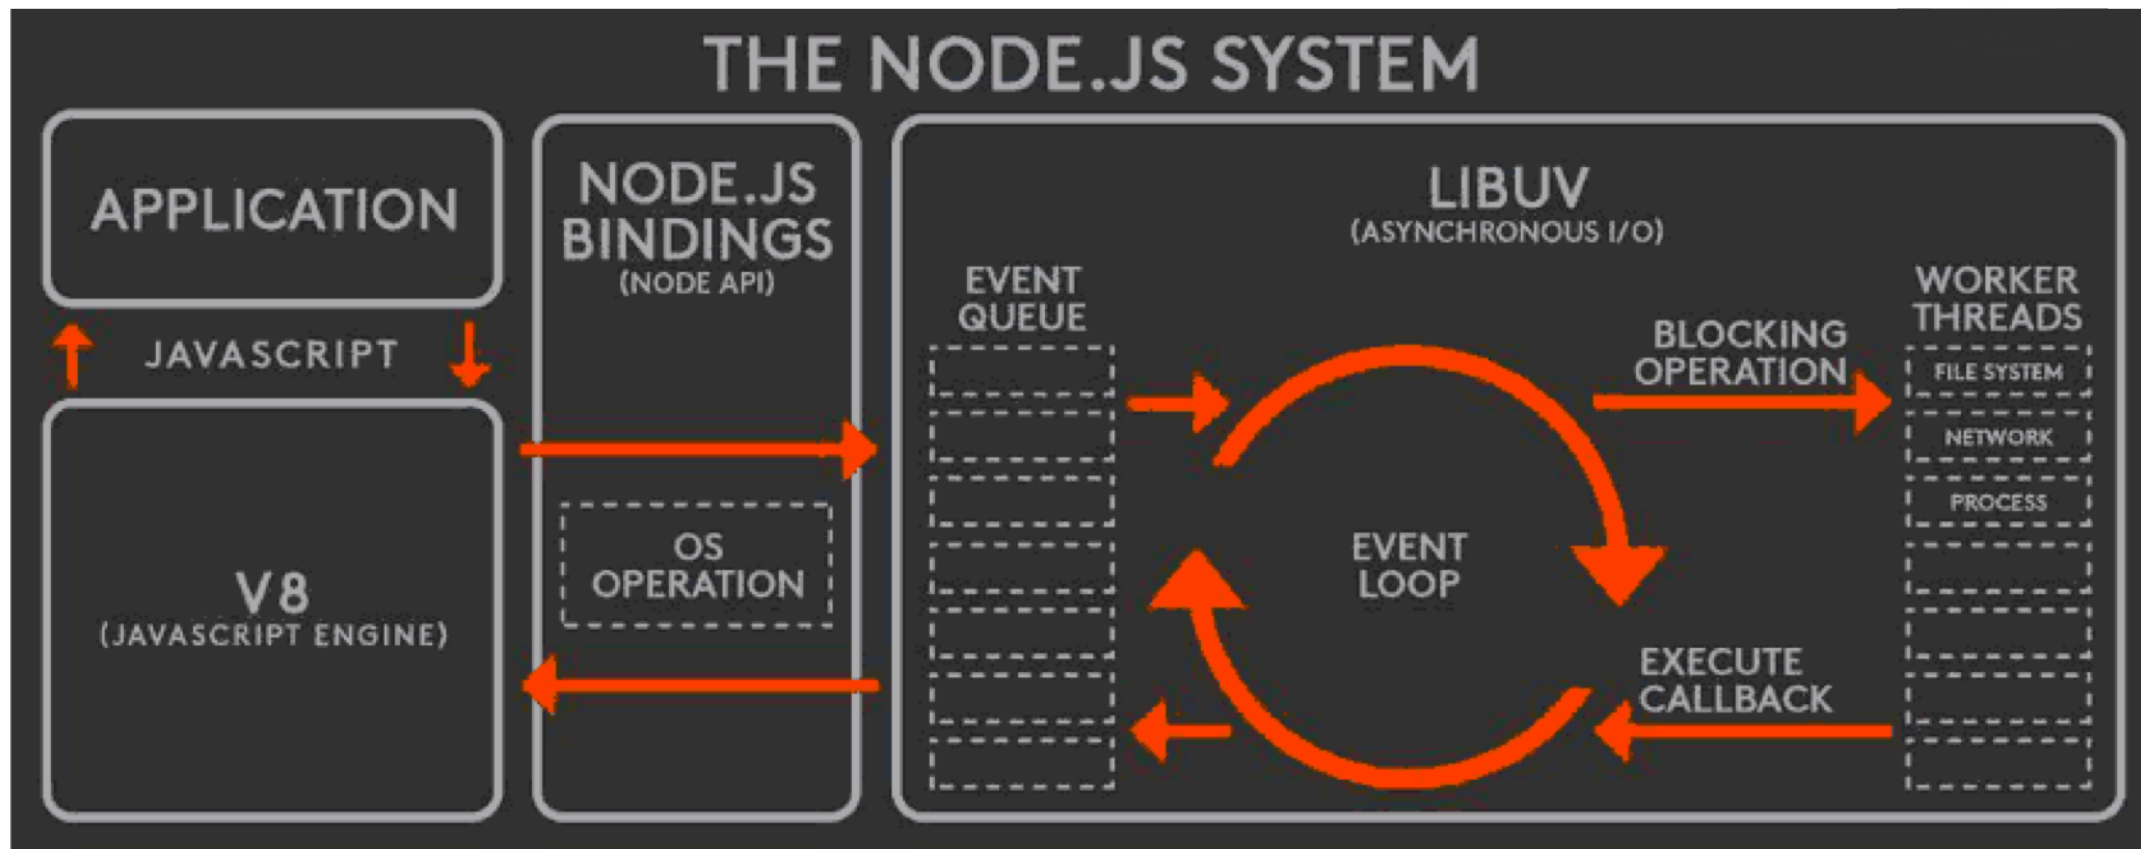 THE NODE.JS SYSTEM
APPLICATION
JAVASCRIPT
V8
(JAVASCRIPT ENGINE)
NODE.JS
BINDINGS
(NODE API)
OS
OPERATION
LIBUV
(ASYNCHRONOUS I/O)
EVENT
QUEUE
EVENT
LOOP
BLOCKING
OPERATION
EXECUTE
CALLBACK
WORKER
THREADS
FILE SYSTEM
NETWORK
PROCESS